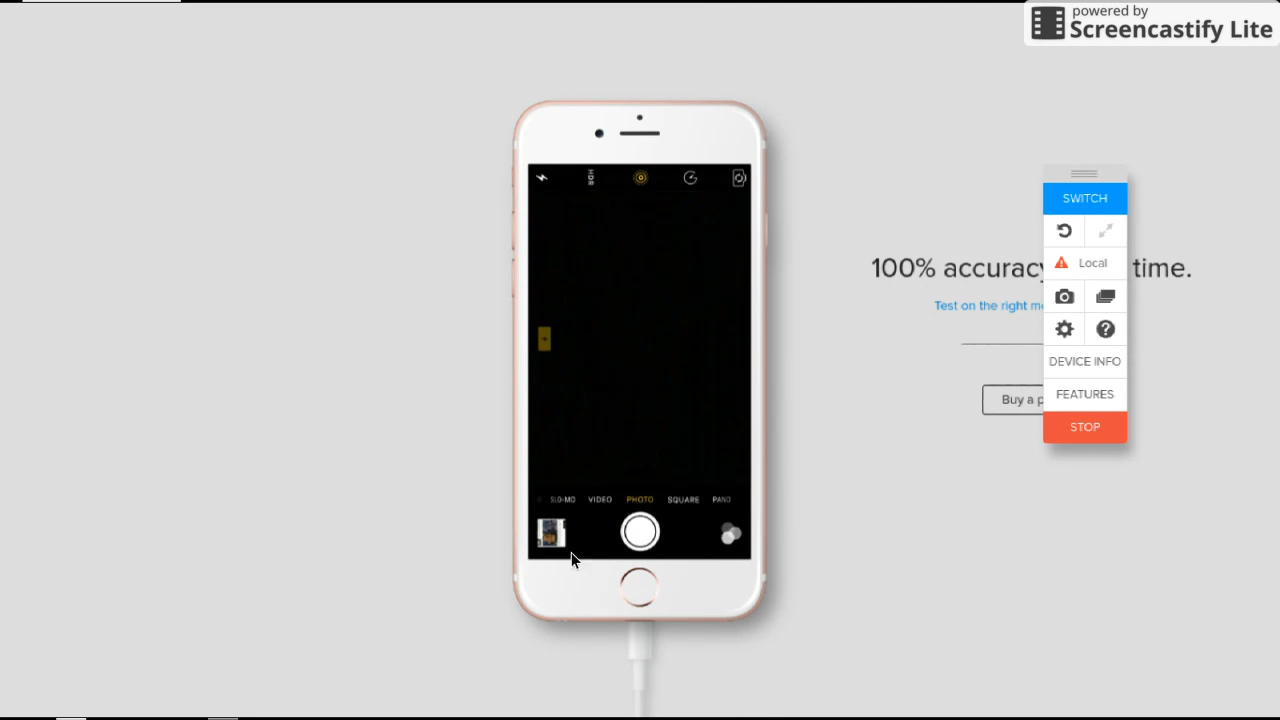 powered by
Screencastify Lite
HDR
SWITCH
100% accuracy
time.
Local
Test on the right
DEVICE INFO
Buy a
FEATURES
STOP
SLO-MO VIDEO PHOTO SQUARE PANO